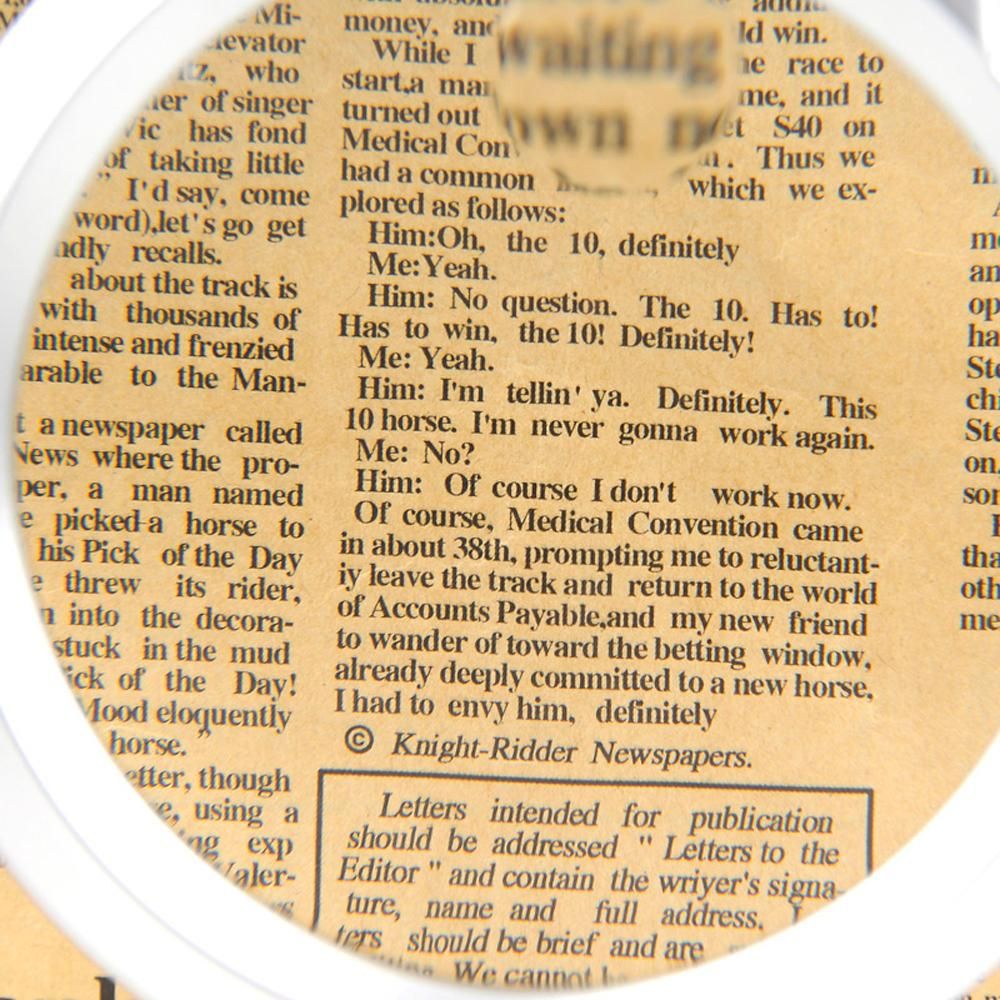 Mi-
elevator
who
of singer
has fond
of taking little
" I'd say, come
word),let's go get
recalls.
about the track is
with thousands of
intense and frenzied
to the Man-
a newspaper called
News where the pro-
a man named
picked a horse to
his Pick of the Day
threw its rider,
into the decora-
stuck in the mud
of the Day!
Mood eloquently
horse."
though
using a
exp
money, and
While I
start,a
turned out
Medical
had a common
waiting
own
win.
race to
and it
S40 on
Thus we
which we ex-
plored as follows:
Him:Oh, the 10, definitely
Me:Yeah.
Him: No question. The 10. Has to!
Has to win, the 10! Definitely!
Me: Yeah.
Him: I'm tellin' ya. Definitely. This
10 horse. I'm never gonna work again.
Me: No?
Him: Of course I don't work now.
Of course, Medical Convention came
in about 38th, prompting me to reluctant-
iy leave the track and return to the world
of Accounts Payable,and my new friend
to wander of toward the betting window,
already deeply committed to a new horse,
I had to envy him, definitely
© Knight-Ridder Newspapers.
Letters intended for publication
should be addressed " Letters to the
Editor " and contain the wriyer's signa-
ture, name and full address.
should be brief and are
We cannot